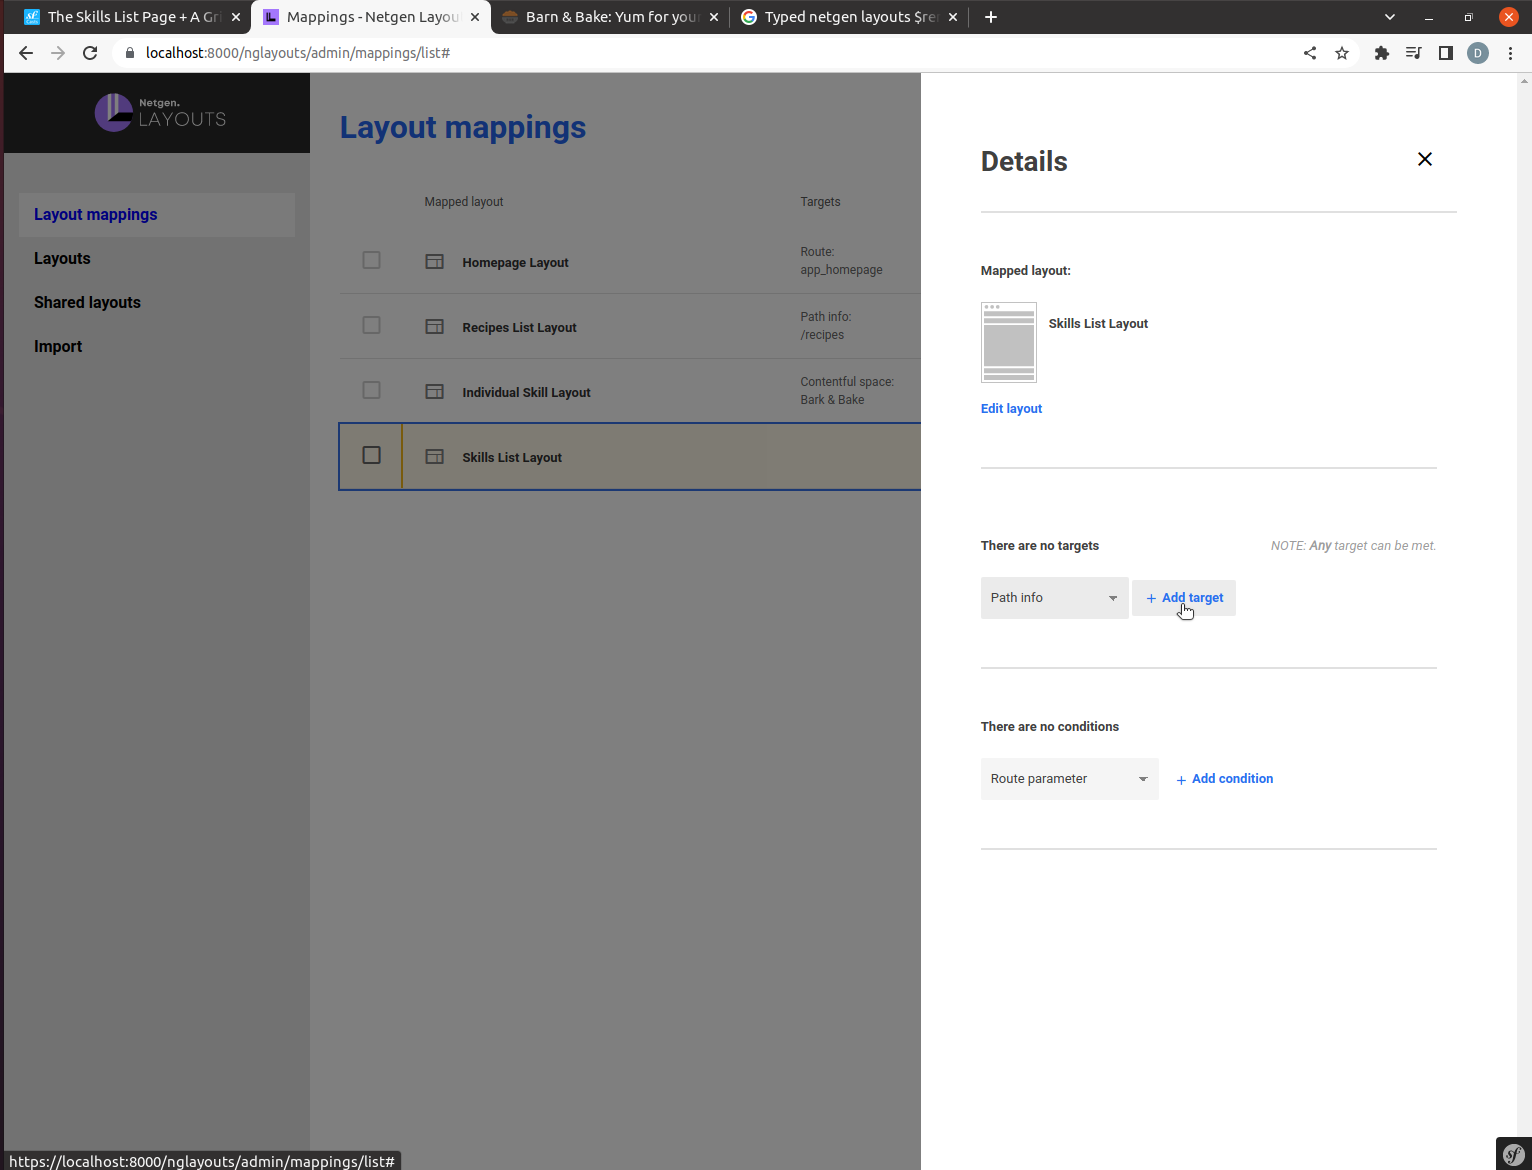 The Skills List Page + A Gri
Mappings - Netgen Layou
Barn & Bake: Yum for you
Typed netgen layouts $re
localhost:8000/nglayouts/admin/mappings/list#
D
Netgen.
LAYOUTS
Layout mappings
Layouts
Shared layouts
Import
Layout mappings
Mapped layout Targets
Homepage Layout Route:
app_homepage
Recipes List Layout Path info:
/recipes
Individual Skill Layout Contentful space:
Bark & Bake
Skills List Layout
Details
Mapped layout:
Skills List Layout
Edit layout
There are no targets NOTE: Any target can be met.
Path info + Add target
There are no conditions
Route parameter + Add condition
https://localhost:8000/nglayouts/admin/mappings/list#
sf